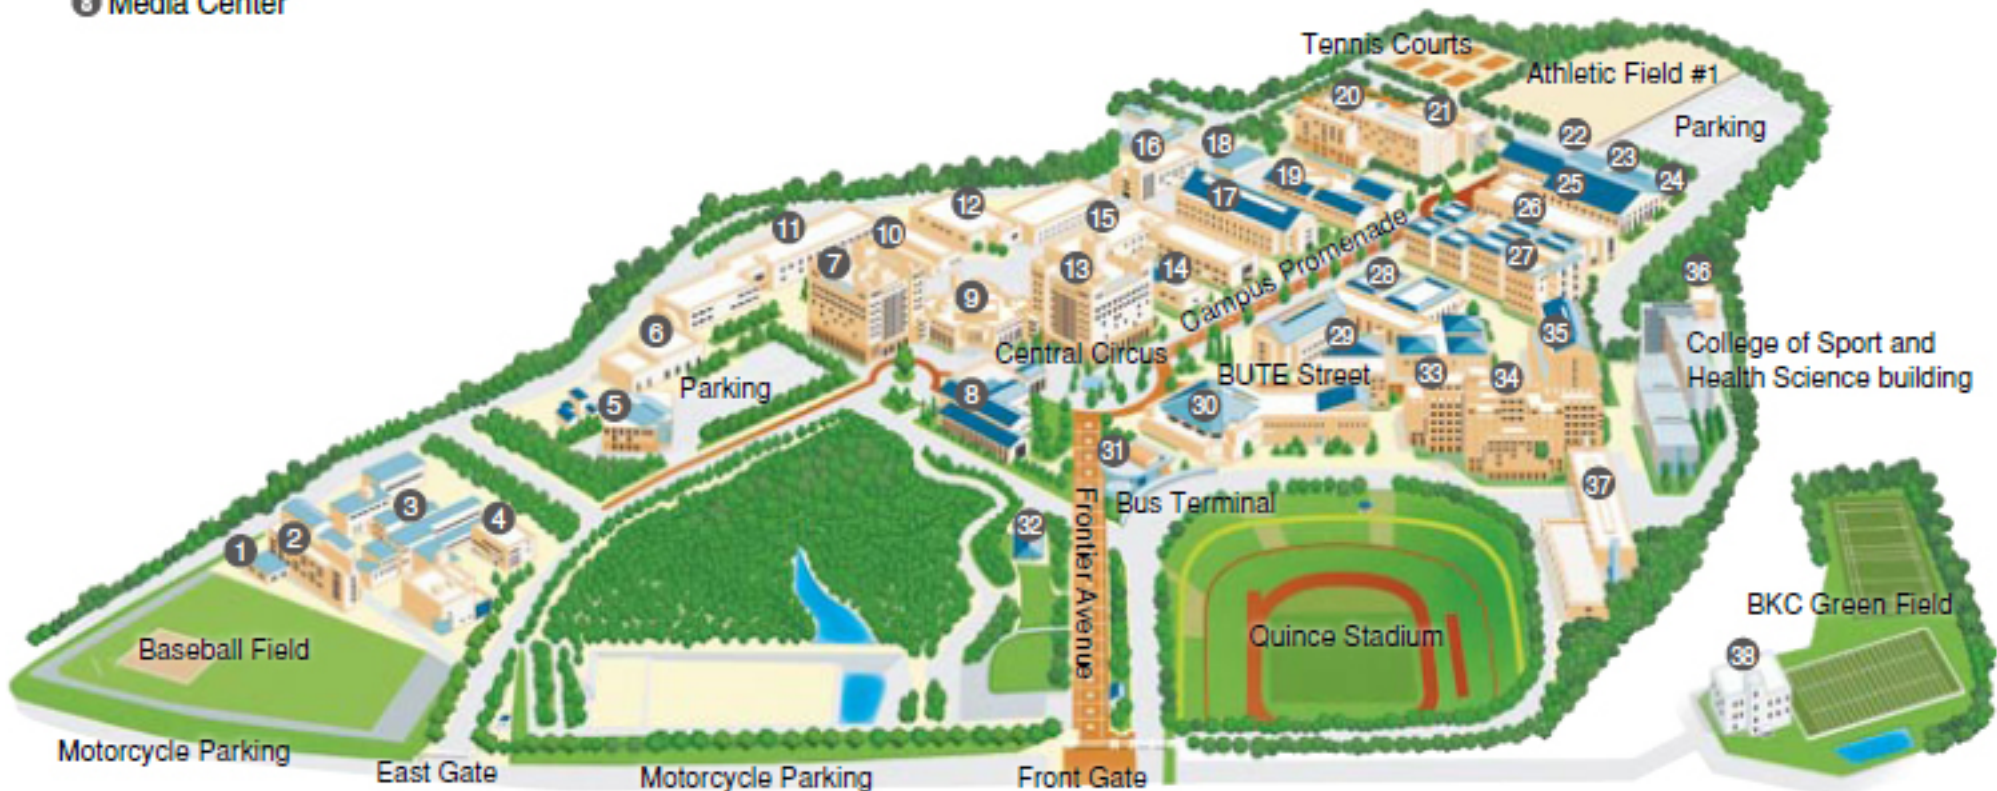 8 Media Center
Tennis Courts
Athletic Field #1
Parking
20
21
22
23
24
25
16
18
19
17
26
27
12
15
11
10
7
13
14
9
Campus Promenade
28
36
6
29
35
Central Circus
College of Sport and
Health Science building
Parking
BUTE Street
33
34
5
8
30
31
37
Bus Terminal
3
4
2
1
32
Frontier Avenue
Baseball Field
Quince Stadium
BKC Green Field
38
Motorcycle Parking
East Gate
Motorcycle Parking
Front Gate